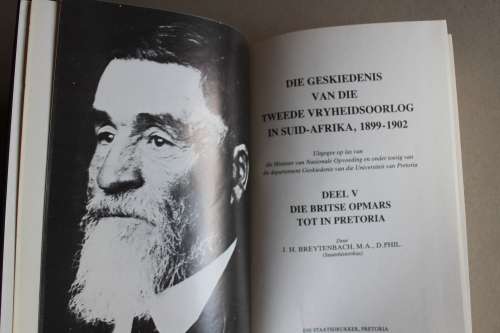 DIE GESKIEDENIS
VAN DIE
TWEEDE VRYHEIDSOORLOG
IN SUID-AFRIKA, 1899-1902
Uitgegee op las van
die Minister van Nasionale Opvoeding en onder toesig van
die departement Geskiedenis van die Universiteit van Pretoria
DEEL V
DIE BRITSE OPMARS
TOT IN PRETORIA
Deur
J. H. BREYTENBACH, M.A., D.PHIL.
(Staatshistorikus)
DIE STAATSDRUKKER, PRETORIA